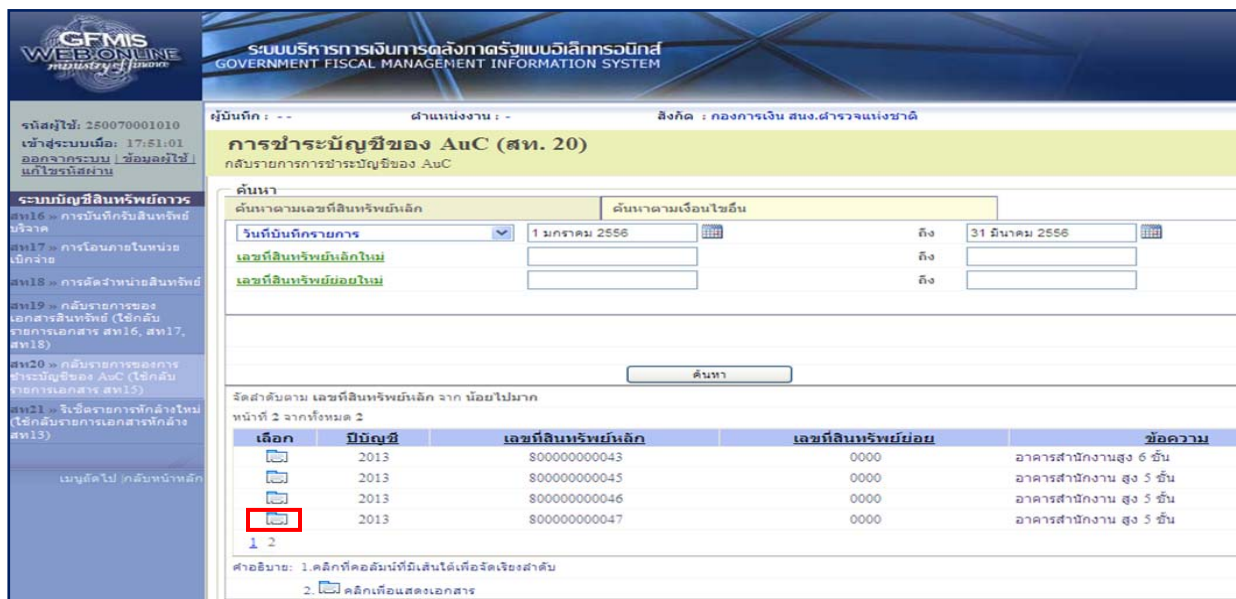 GFMIS
WEB ONLINE
ministry of finance
ระบบบริหารการเงินการคลังภาครัฐแบบอิเล็กทรอนิกส์
GOVERNMENT FISCAL MANAGEMENT INFORMATION SYSTEM
รหัสผู้ใช้: 250070001010
เข้าสู่ระบบเมื่อ: 17:51:01
ออกจากระบบ | ข้อมูลผู้ใช้ |
แก้ไขรหัสผ่าน
ระบบบัญชีสินทรัพย์ถาวร
สท16 » การบันทึกรับสินทรัพย์
บริจาค
สท17 » การโอนภายในหน่วย
เบิกจ่าย
สท18 » การตัดจำหน่ายสินทรัพย์
สท19 » กลับรายการของ
เอกสารสินทรัพย์ (ใช้กลับ
รายการเอกสาร สท16, สท17,
สท18)
สท20 » กลับรายการของการ
ชำระบัญชีของ AuC (ใช้กลับ
รายการเอกสาร สท15)
สท21 » รีเซ็ตรายการหักล้างใหม่
(ใช้กลับรายการเอกสารหักล้าง
สท13)
เมนูถัดไป |กลับหน้าหลัก
ผู้บันทึก : - - ตำแหน่งงาน : - สังกัด : กองการเงิน สนง.ตำรวจแห่งชาติ
การชำระบัญชีของ AuC (สท. 20)
กลับรายการการชำระบัญชีของ AuC
ค้นหา
ค้นหาตามเลขที่สินทรัพย์หลัก ค้นหาตามเงื่อนไขอื่น
วันที่บันทึกรายการ 1 มกราคม 2556 ถึง 31 มีนาคม 2556
เลขที่สินทรัพย์หลักใหม่ ถึง
เลขที่สินทรัพย์ย่อยใหม่ ถึง
ค้นหา
จัดลำดับตาม เลขที่สินทรัพย์หลัก จาก น้อยไปมาก
หน้าที่ 2 จากทั้งหมด 2
เลือก ปีบัญชี เลขที่สินทรัพย์หลัก เลขที่สินทรัพย์ย่อย ข้อความ
2013 800000000043 0000 อาคารสำนักงานสูง 6 ชั้น
2013 800000000045 0000 อาคารสำนักงาน สูง 5 ชั้น
2013 800000000046 0000 อาคารสำนักงาน สูง 5 ชั้น
2013 800000000047 0000 อาคารสำนักงาน สูง 5 ชั้น
1 2
คำอธิบาย: 1.คลิกที่คอลัมน์ที่มีเส้นใต้เพื่อจัดเรียงลำดับ
2. คลิกเพื่อแสดงเอกสาร